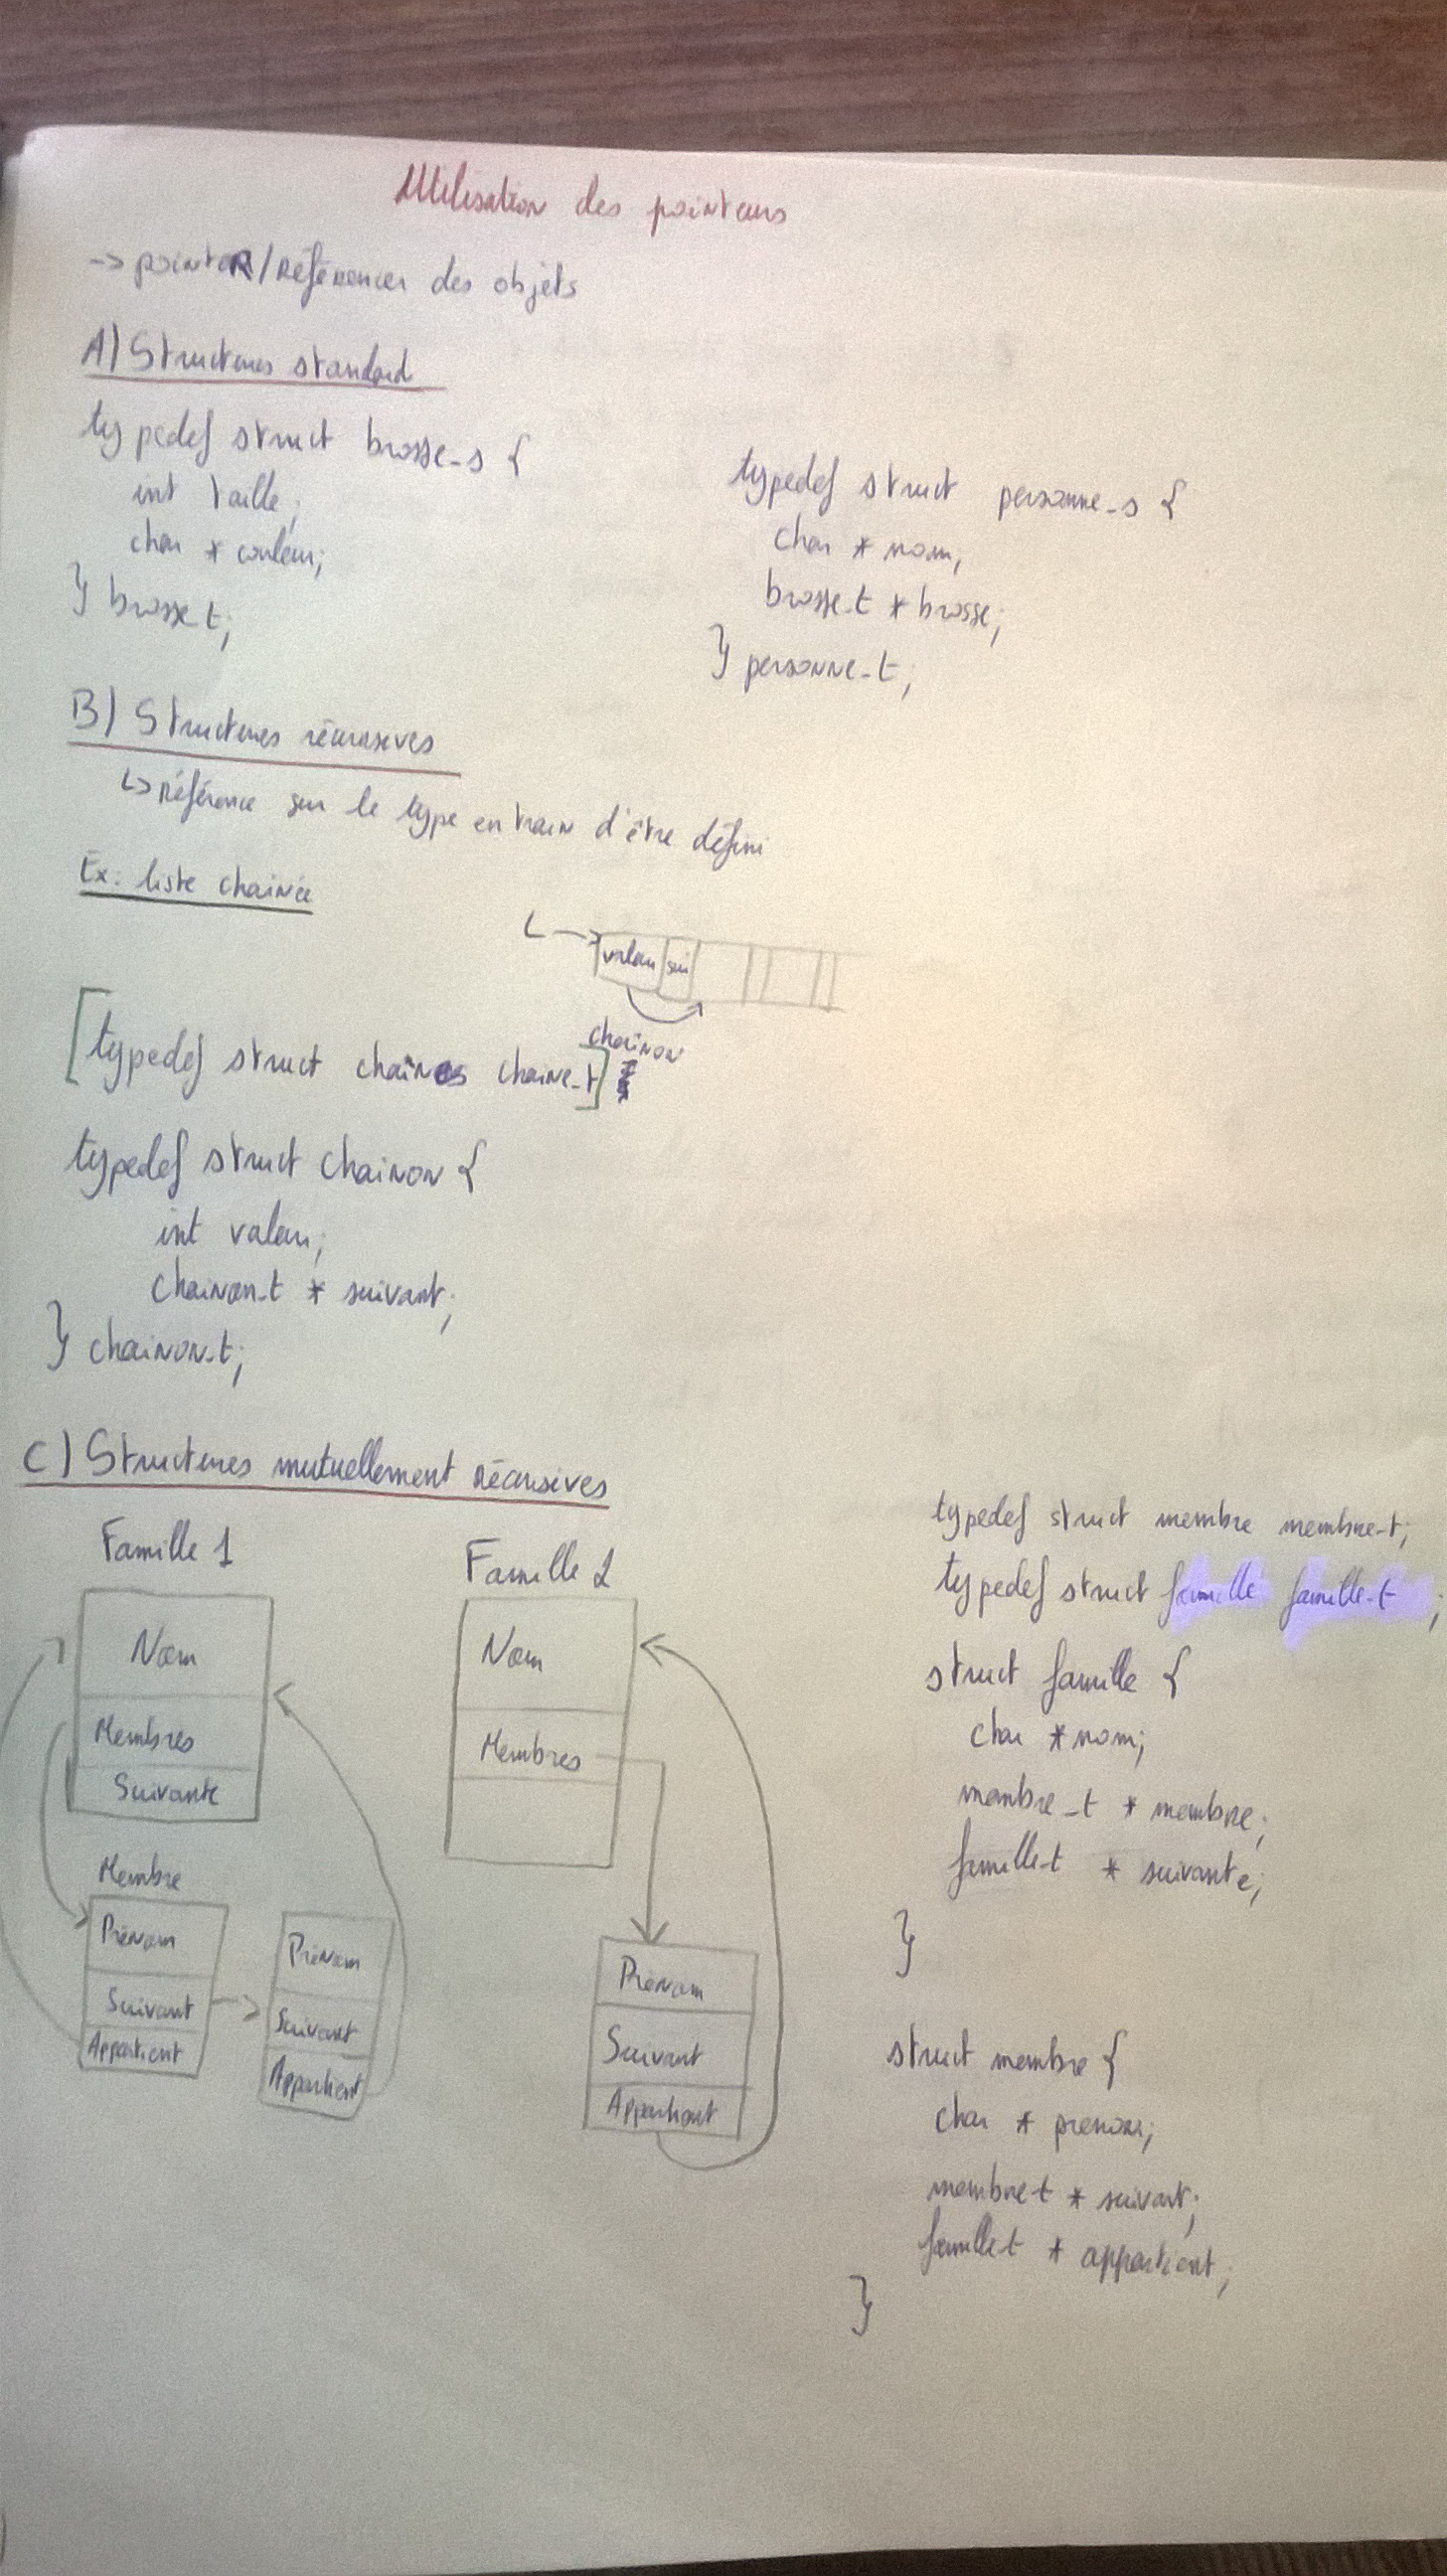 Utilisation des pointeurs
-> pointeR/Référencer des objets
A) Structures standard
typedef struct brosse_s {
int taille;
char * couleur;
} brosse_t;
typedef struct personne_s {
char * nom,
brosse_t * brosse;
} personne_t;
B) Structures récursives
↳ Référence sur le type en train d'être défini
Ex: liste chainée
L -> valeur sui
chainon
[typedef struct chaines chaine_t]
typedef struct chainon {
int valeur;
chainon_t * suivant;
} chainon_t;
C) Structures mutuellement récursives
Famille 1
Nom
Membres
Suivante
Membre
Prénom
Suivant
Appartient
Prénom
Suivant
Appartient
Famille 2
Nom
Membres
Prénom
Suivant
Appartient
typedef struct membre membre_t;
typedef struct famille famille_t ;
struct famille {
char *nom;
membre_t * membre;
famille_t * suivante;
}
struct membre {
char * prenom;
membre_t * suivant;
famille_t * appartient;
}